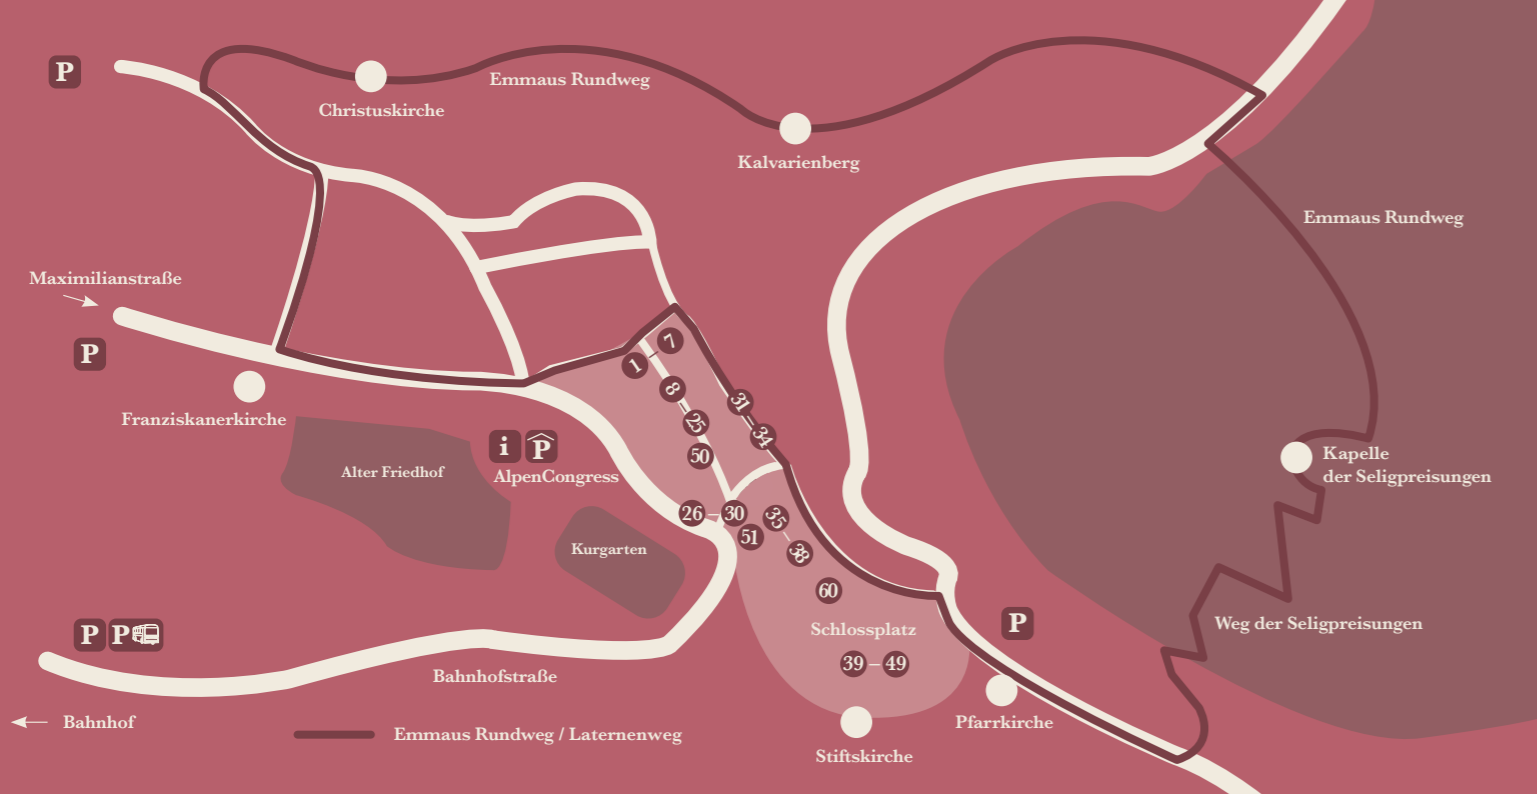 P
Christuskirche
Emmaus Rundweg
Kalvarienberg
Emmaus Rundweg
Maximilianstraße
P
Franziskanerkirche
1 – 7
8 – 25
50
31 – 34
i P
AlpenCongress
Alter Friedhof
Kurgarten
26 – 30
51
35 – 38
60
Schlossplatz
39 – 49
Kapelle
der Seligpreisungen
Weg der Seligpreisungen
P
P P
Bahnhofstraße
Bahnhof
Emmaus Rundweg / Laternenweg
Pfarrkirche
Stiftskirche